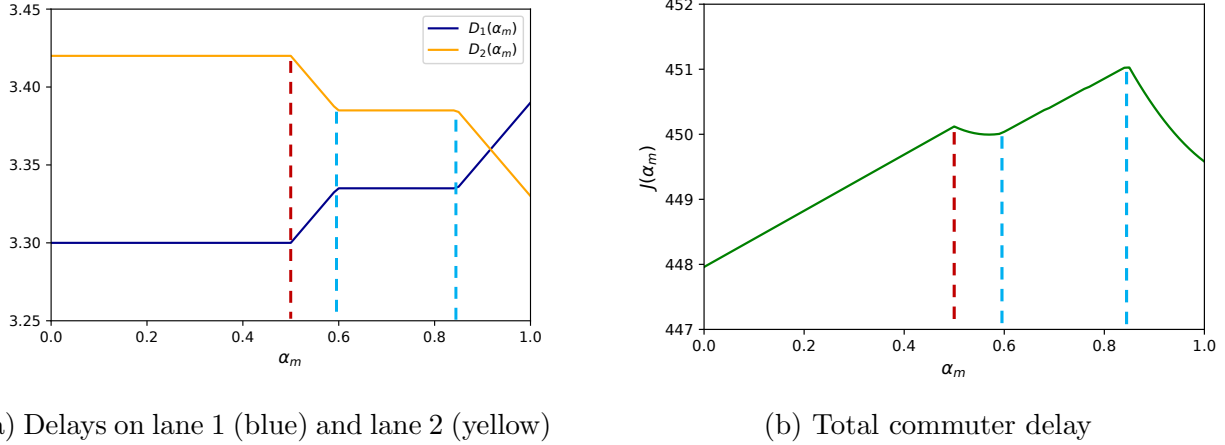 3.45
3.40
3.35
3.30
3.25
D₁(αₘ)
D₂(αₘ)
0.0 0.2 0.4 0.6 0.8 1.0
αₘ
) Delays on lane 1 (blue) and lane 2 (yellow)
452
451
450
449
448
447
J(αₘ)
0.0 0.2 0.4 0.6 0.8 1.0
αₘ
(b) Total commuter delay